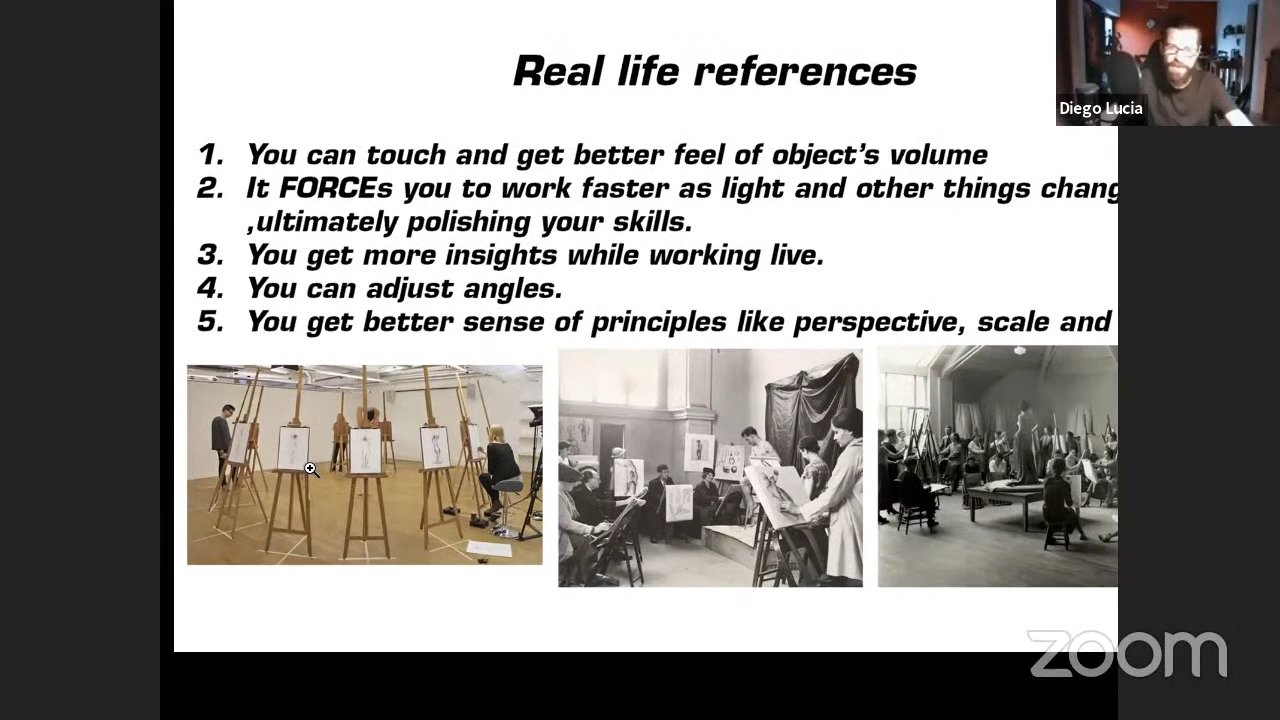 Real life references
Diego Lucia
1. You can touch and get better feel of object's volume
2. It FORCEs you to work faster as light and other things chang
,ultimately polishing your skills.
3. You get more insights while working live.
4. You can adjust angles.
5. You get better sense of principles like perspective, scale and
zoom